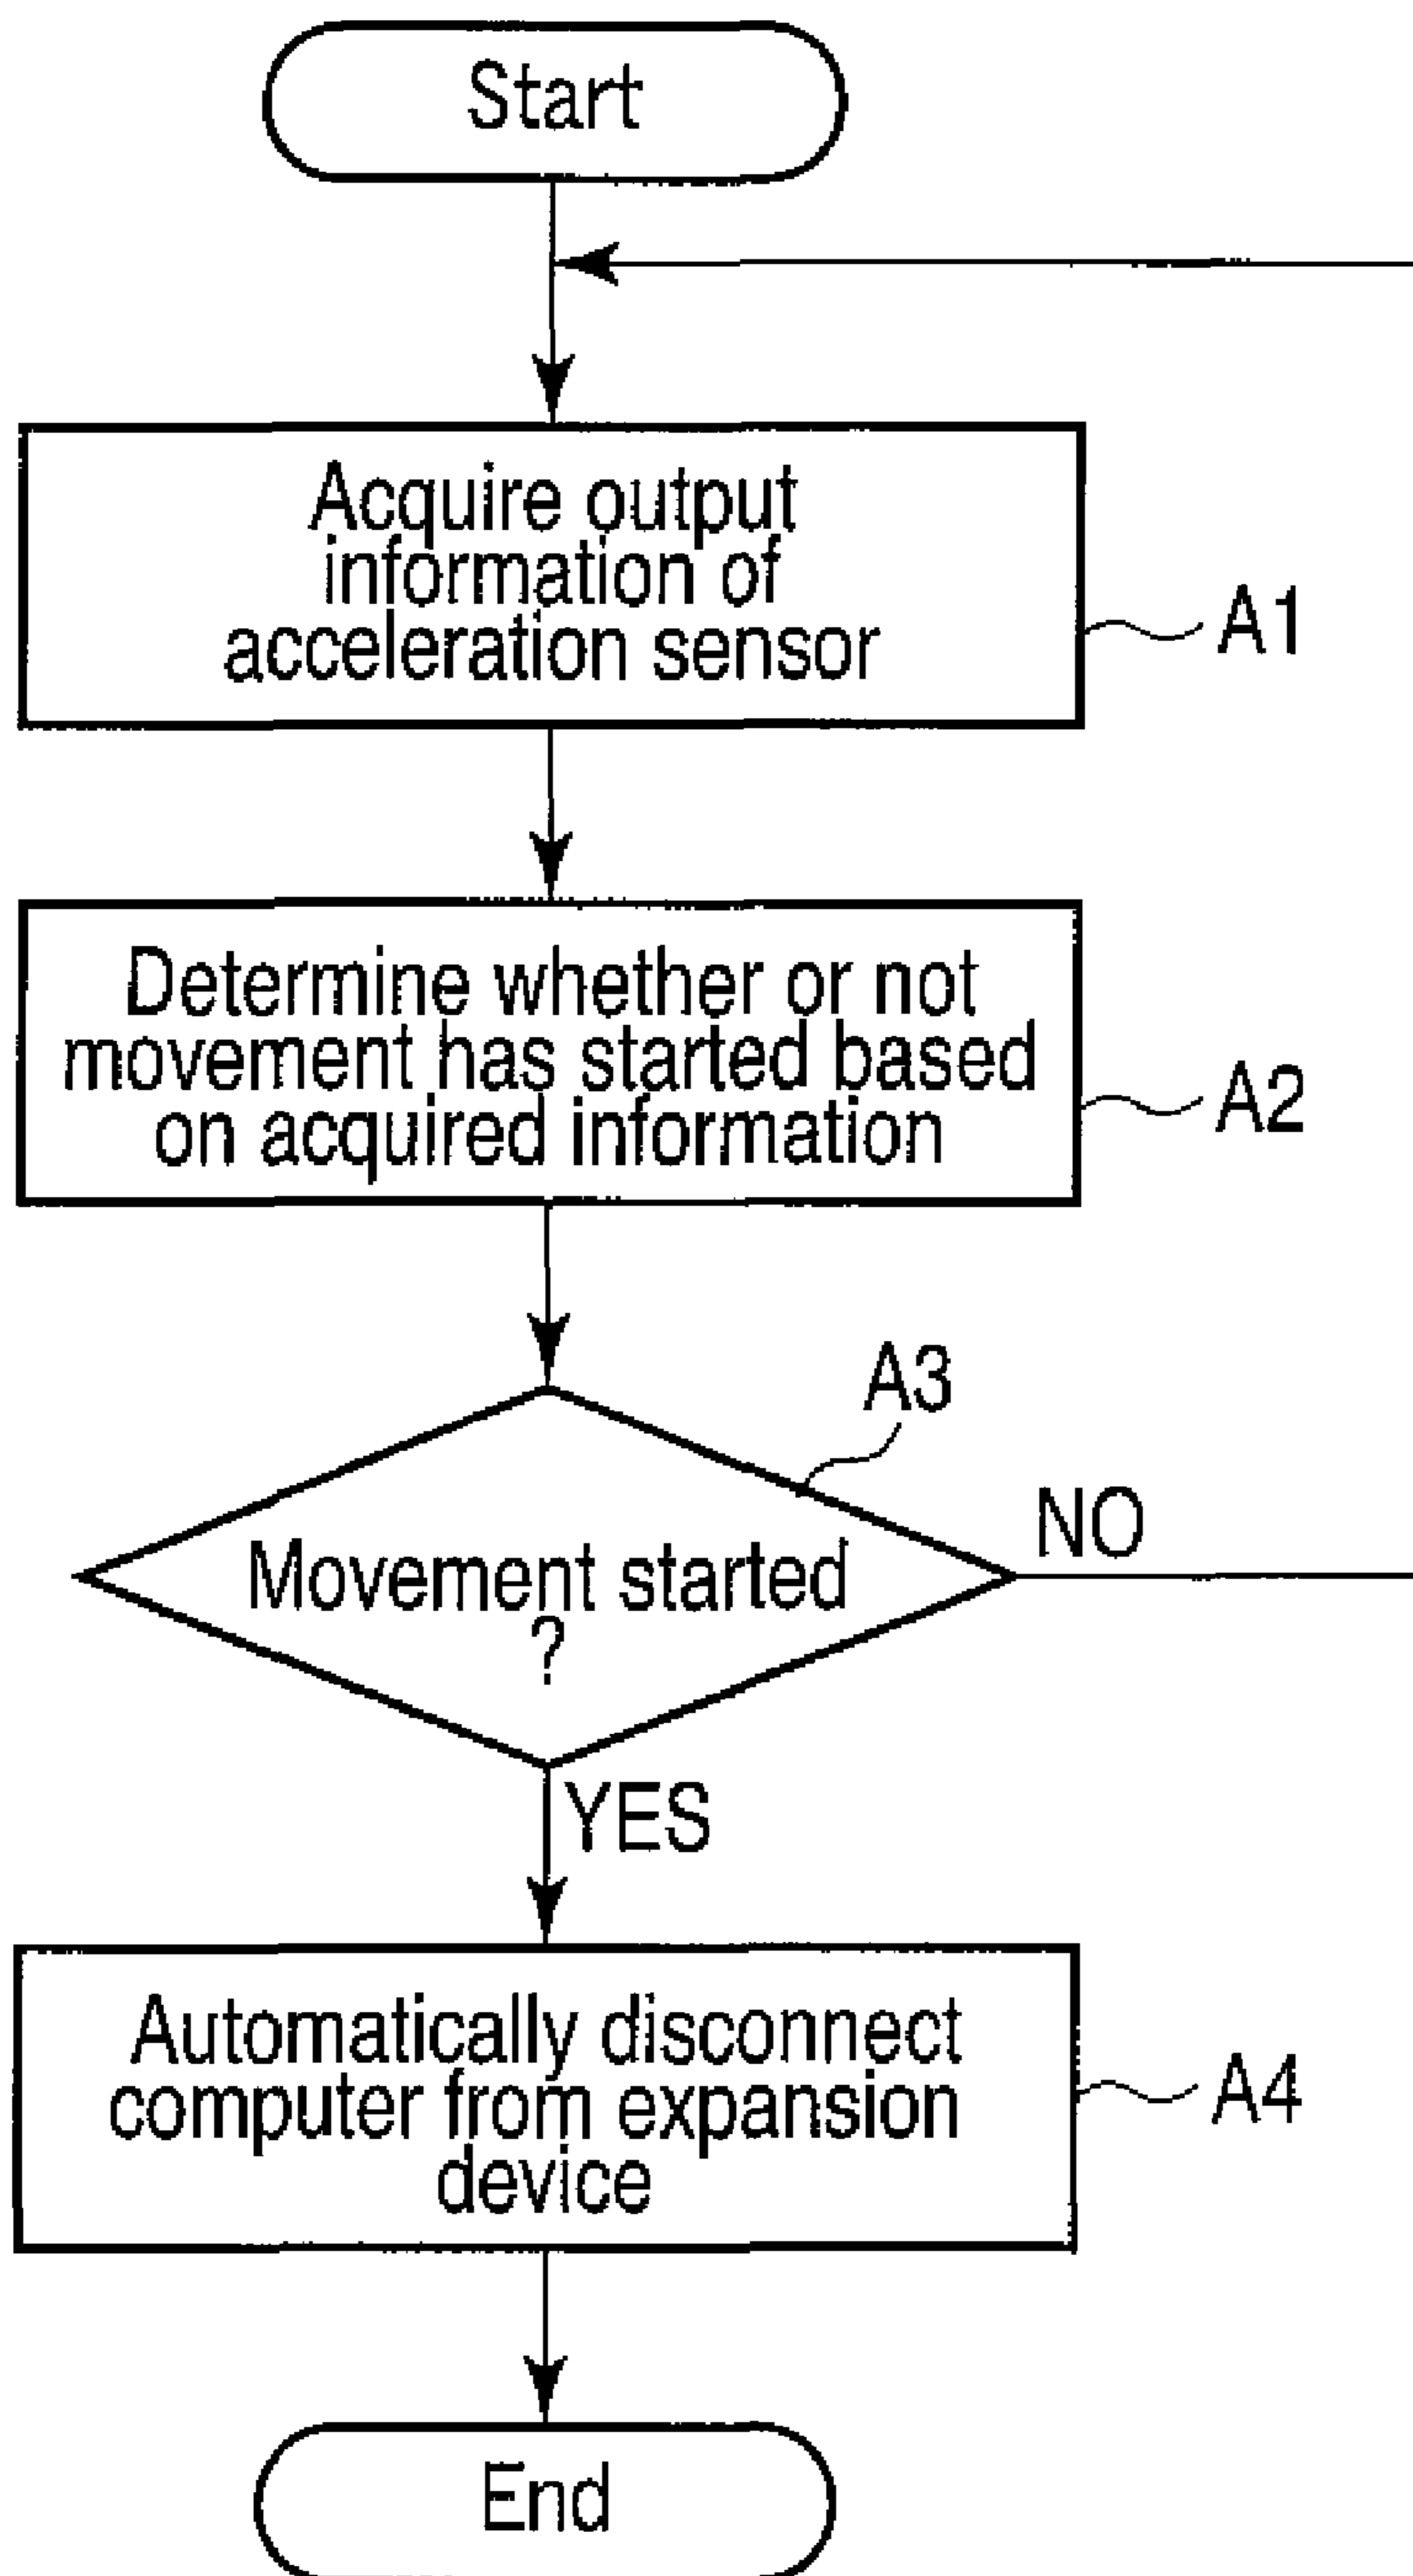 Start
Acquire output
information of
acceleration sensor
A1
Determine whether or not
movement has started based
on acquired information
A2
A3
Movement started
?
NO
YES
Automatically disconnect
computer from expansion
device
A4
End